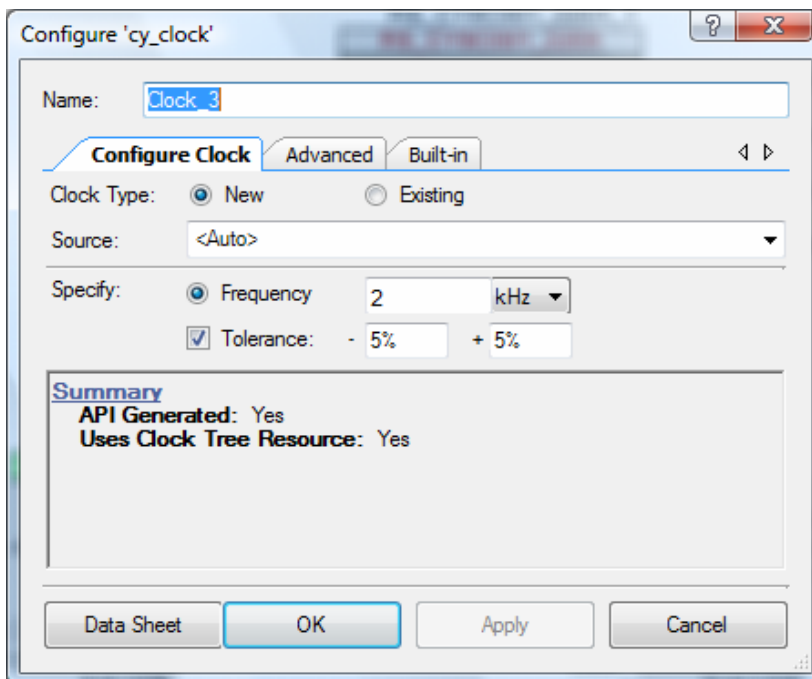 Configure 'cy_clock'
Name: Clock_3
Configure Clock Advanced Built-in
Clock Type: New Existing
Source: <Auto>
Specify: Frequency 2 kHz
Tolerance: - 5% + 5%
Summary
API Generated: Yes
Uses Clock Tree Resource: Yes
Data Sheet OK Apply Cancel